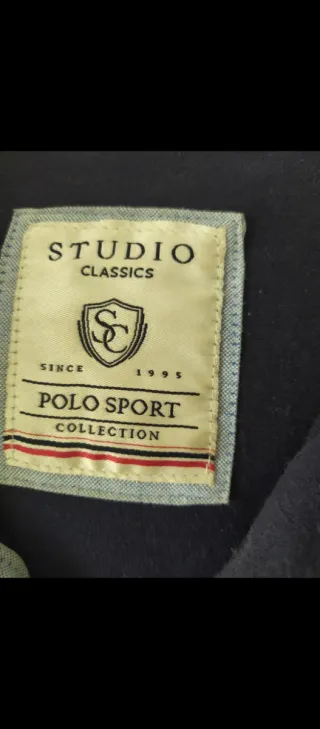 STUDIO
CLASSICS
SC
SINCE 1995
POLO SPORT
COLLECTION